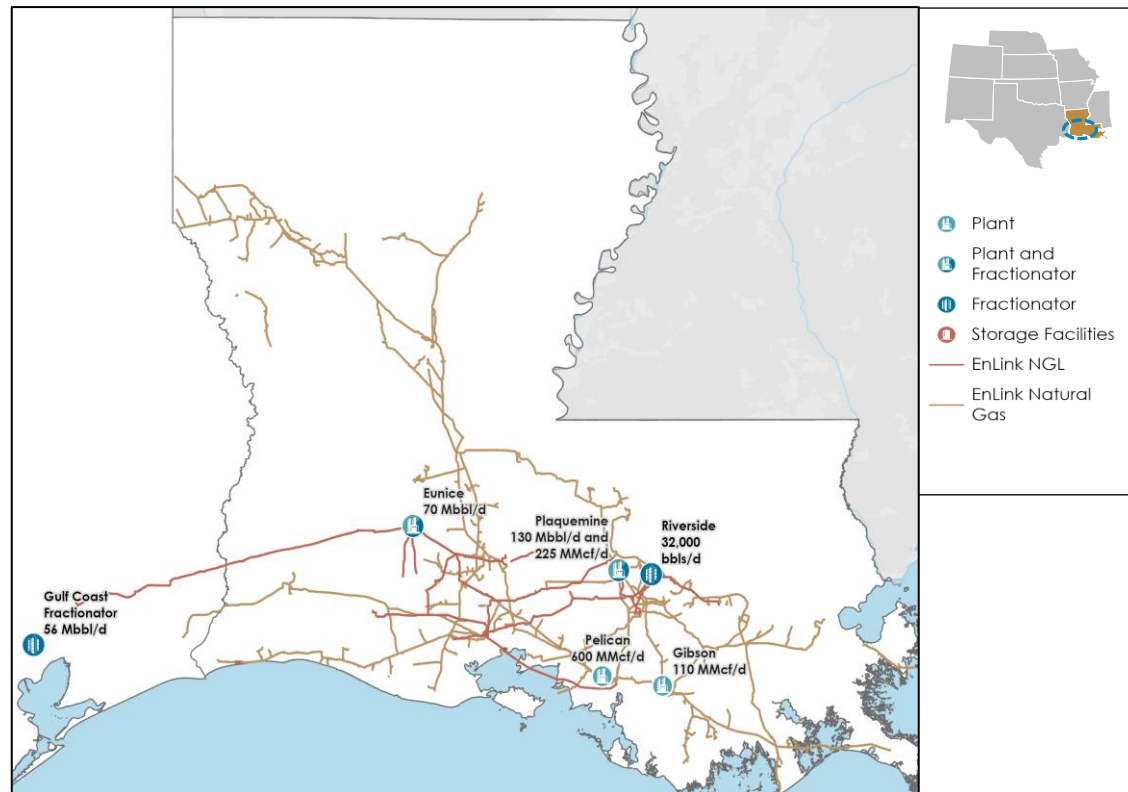 Eunice
70 Mbbl/d
Plaquemine
130 Mbbl/d and
225 MMcf/d
Riverside
32,000
bbls/d
Gulf Coast
Fractionator
56 Mbbl/d
Pelican
600 MMcf/d
Gibson
110 MMcf/d
Plant
Plant and
Fractionator
Fractionator
Storage Facilities
EnLink NGL
EnLink Natural
Gas